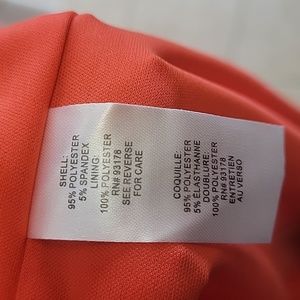 SHELL:
95% POLYESTER
5% SPANDEX
LINING:
100% POLYESTER
RN# 93178
SEE REVERSE
FOR CARE
COQUILLE:
95% POLYESTER
5% ELASTHANNE
DOUBLURE:
100% POLYESTER
RN# 93178
ENTRETIEN
AU VERSO